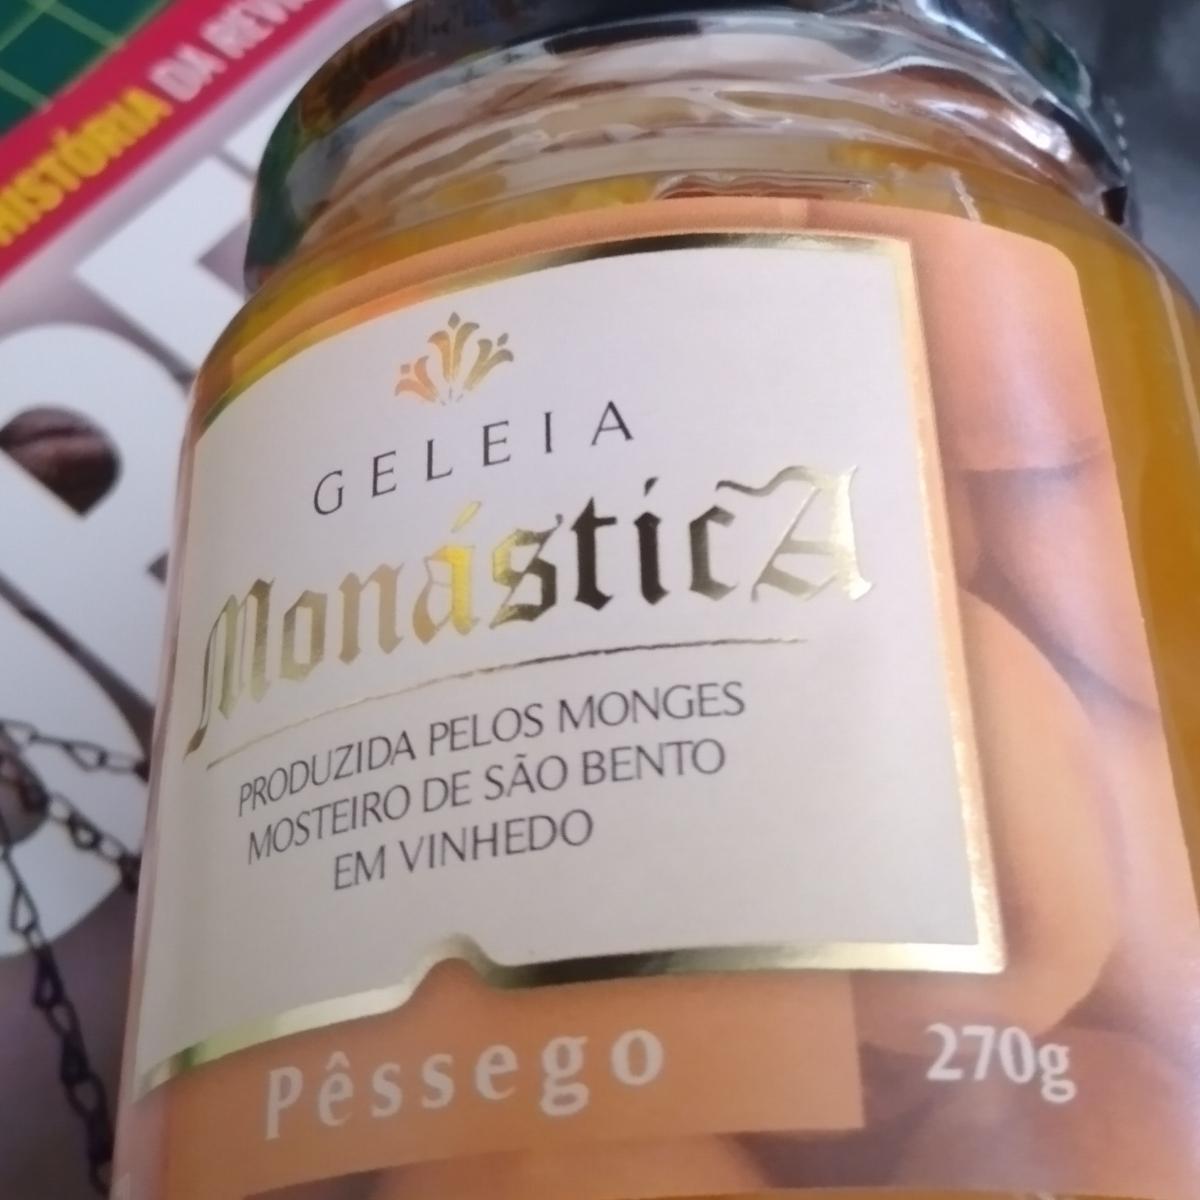 HISTÓRIA DA
GELEIA
MonásticA
PRODUZIDA PELOS MONGES
MOSTEIRO DE SÃO BENTO
EM VINHEDO
Pêssego
270g